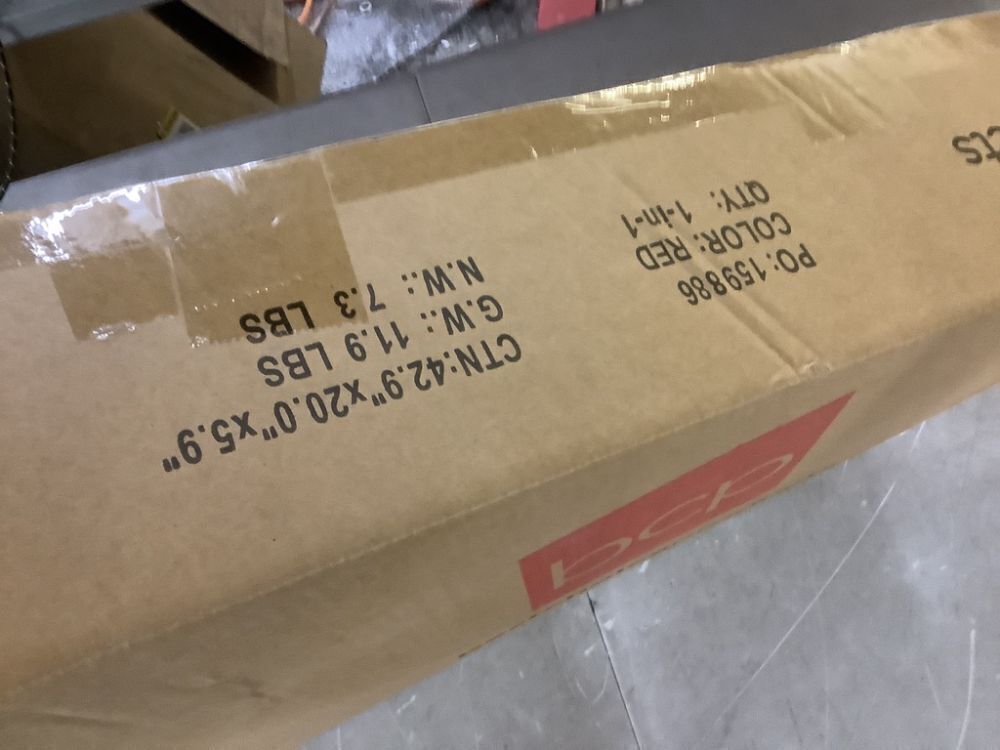 bcp
cts
PO:159886
COLOR: RED
QTY: 1-in-1
CTN:42.9"x20.0"x5.9"
G.W.: 11.9 LBS
N.W.: 7.3 LBS